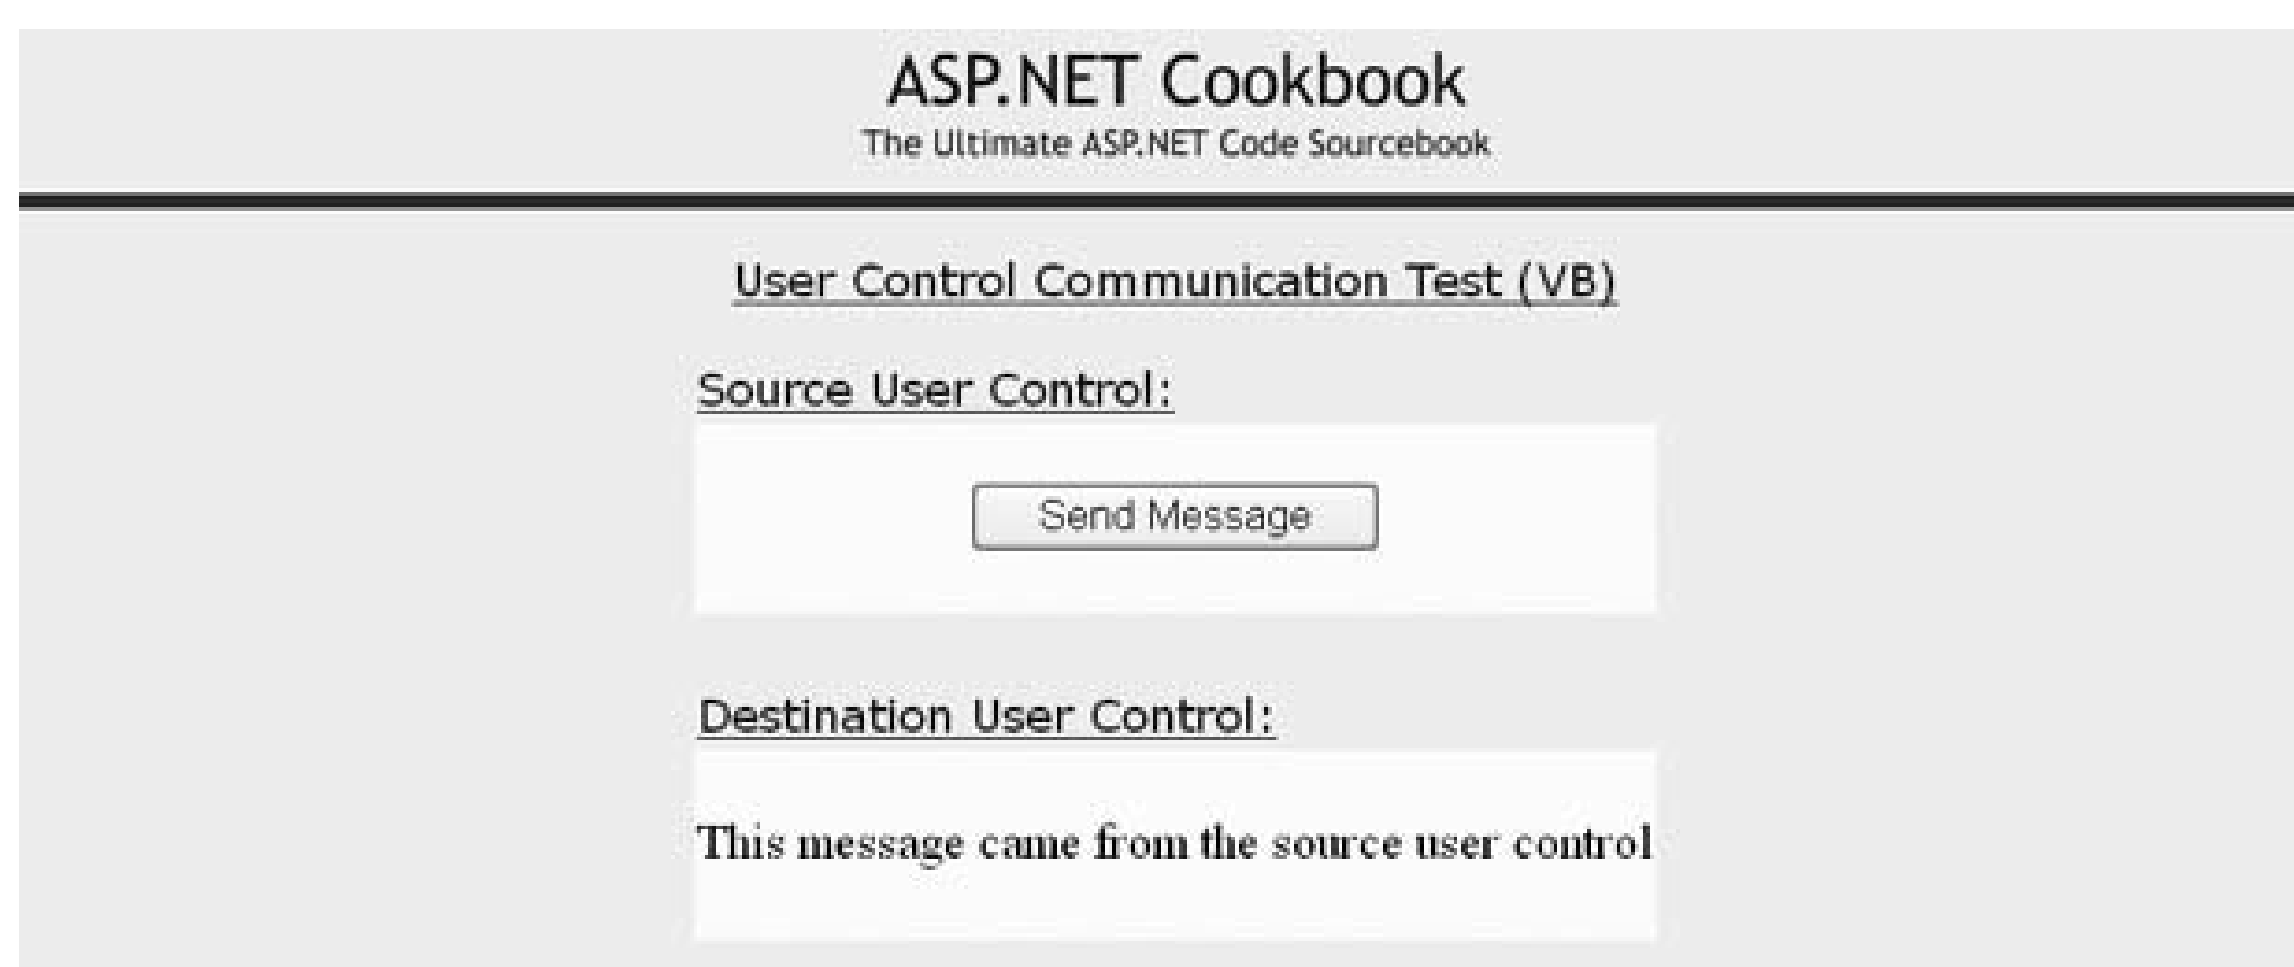 ASP.NET Cookbook
The Ultimate ASP.NET Code Sourcebook
User Control Communication Test (VB)
Source User Control:
Send Message
Destination User Control:
This message came from the source user control